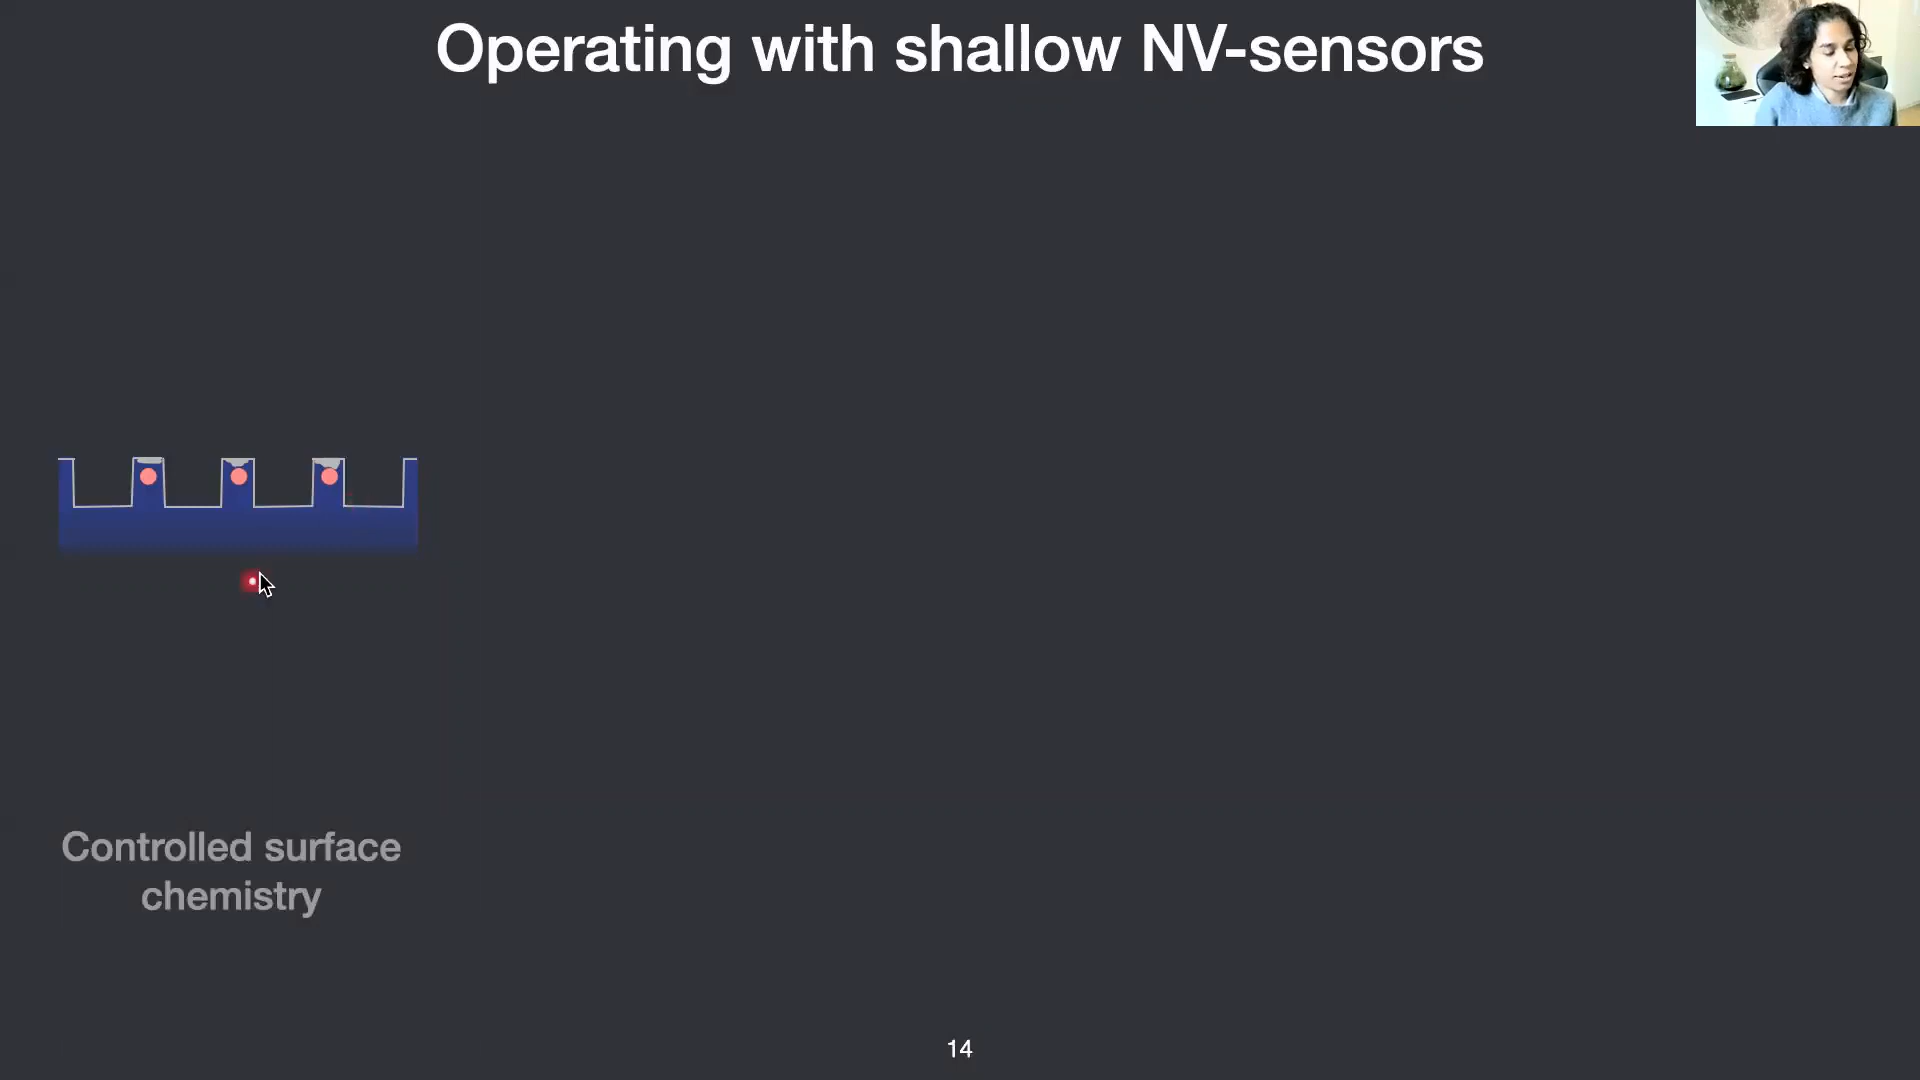 Operating with shallow NV-sensors
Controlled surface
chemistry
14